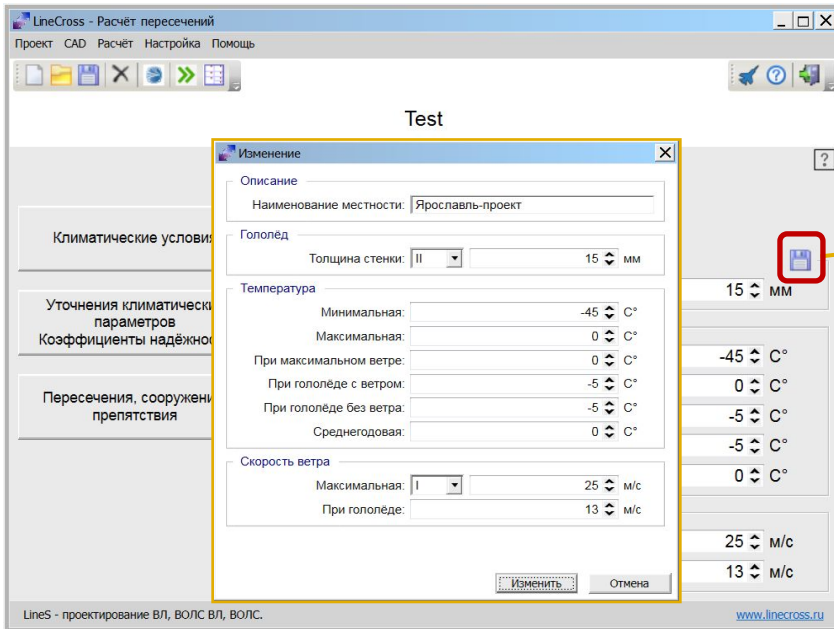 LineCross - Расчёт пересечений
Проект CAD Расчёт Настройка Помощь
Test
?
Изменение
Описание
Наименование местности: Ярославль-проект
Гололёд
Толщина стенки: II 15 мм
Температура
Минимальная: -45 C°
Максимальная: 0 C°
При максимальном ветре: 0 C°
При гололёде с ветром: -5 C°
При гололёде без ветра: -5 C°
Среднегодовая: 0 C°
Скорость ветра
Максимальная: I 25 м/с
При гололёде: 13 м/с
Изменить Отмена
Климатические условия
Уточнения климатически
параметров
Коэффициенты надёжно
Пересечения, сооружени
препятствия
15 мм
-45 C°
0 C°
-5 C°
-5 C°
0 C°
25 м/с
13 м/с
LineS - проектирование ВЛ, ВОЛС ВЛ, ВОЛС.
www.linecross.ru